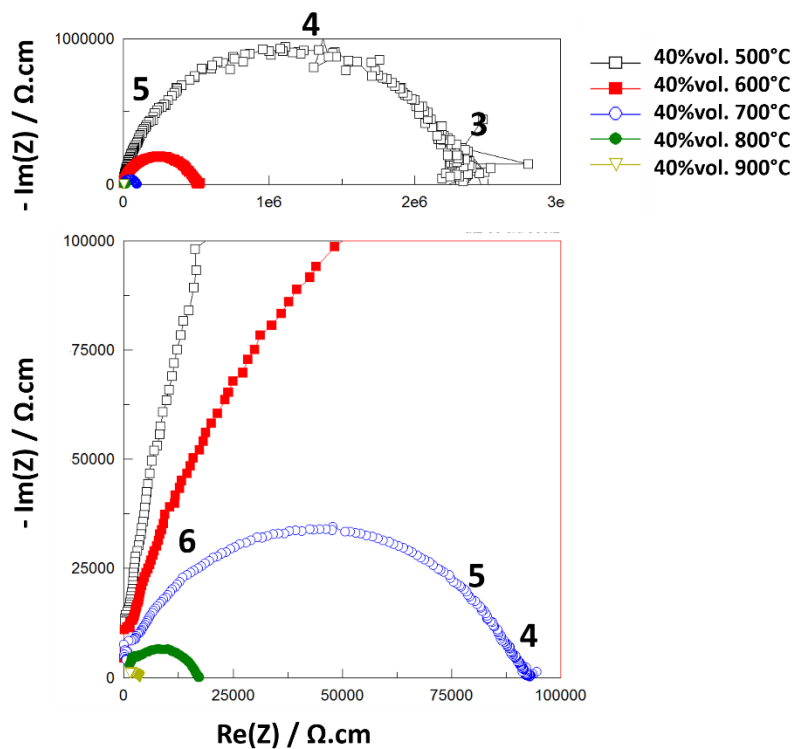 1000000
0
- Im(Z) / Ω.cm
5
4
3
0
1e6
2e6
3e
40%vol. 500°C
40%vol. 600°C
40%vol. 700°C
40%vol. 800°C
40%vol. 900°C
100000
75000
50000
25000
0
- Im(Z) / Ω.cm
6
5
4
0
25000
50000
75000
100000
Re(Z) / Ω.cm